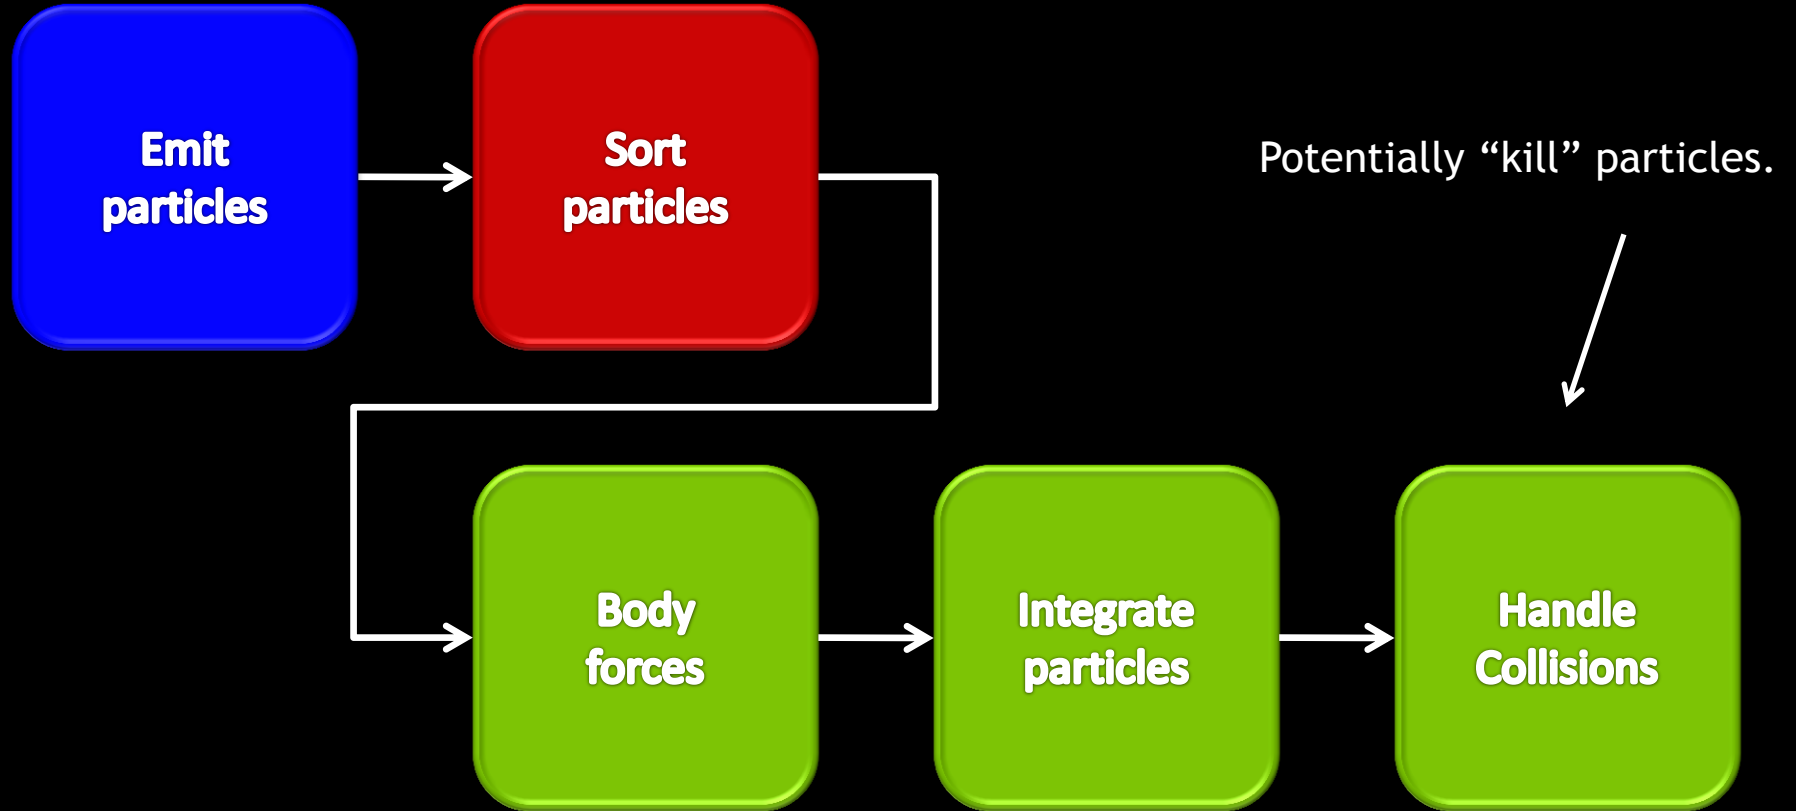 Emit
particles
Sort
particles
Potentially “kill” particles.
Body
forces
Integrate
particles
Handle
Collisions